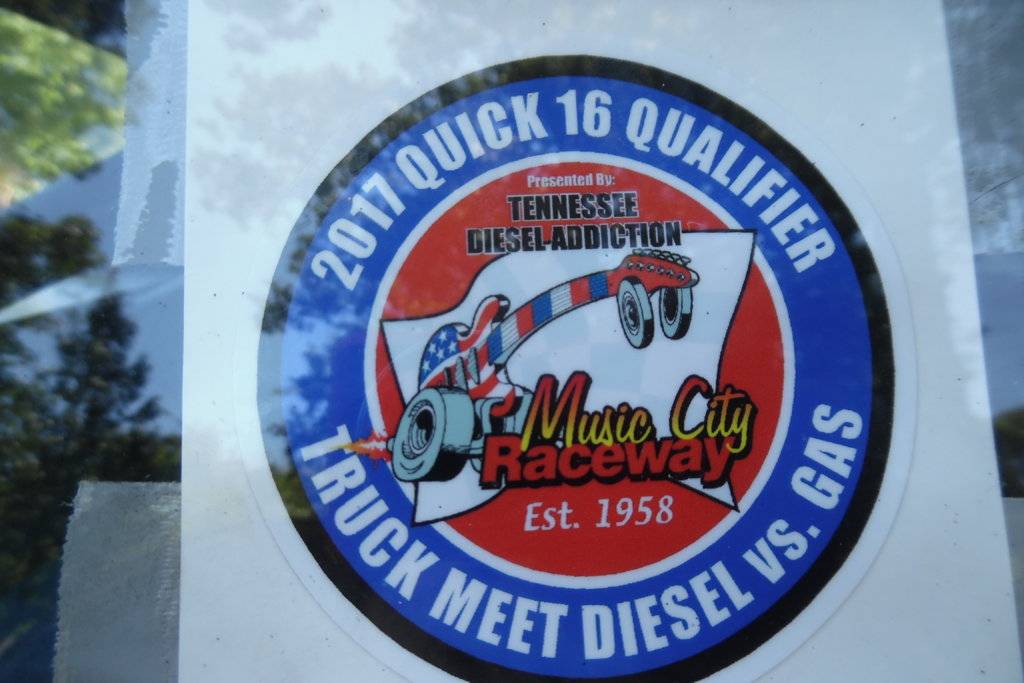 2017 QUICK 16 QUALIFIER
Presented By:
TENNESSEE
DIESEL ADDICTION
Music City
Raceway
Est. 1958
TRUCK MEET DIESEL VS. GAS